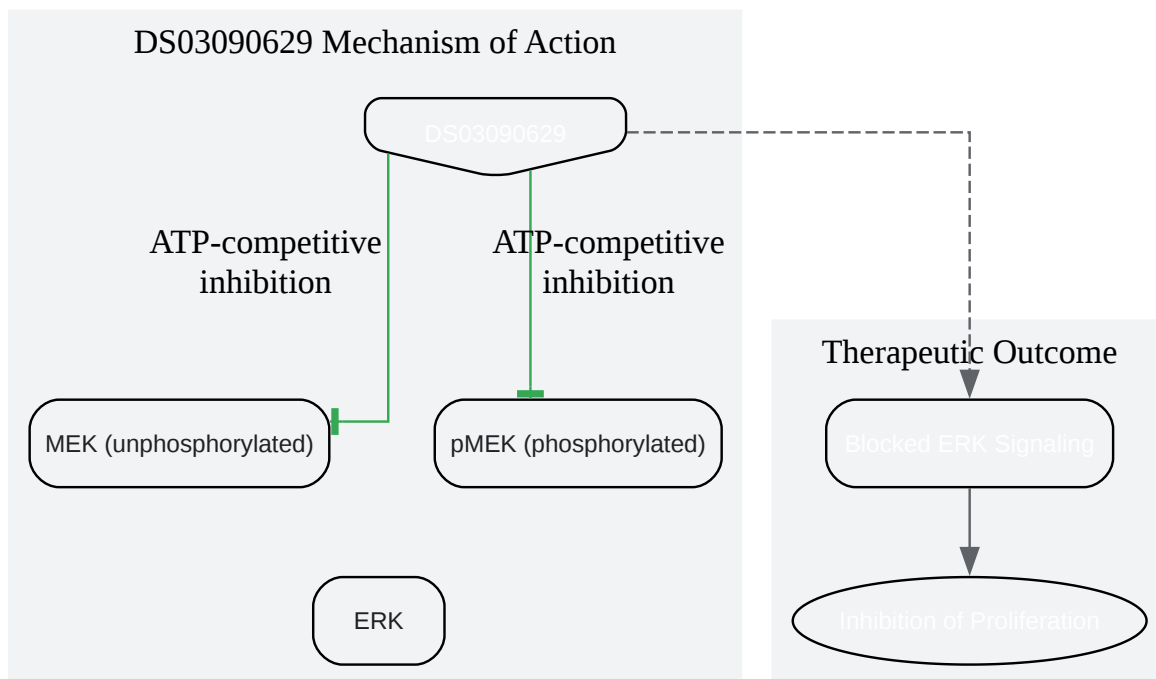 DS03090629 Mechanism of Action
DS03090629
ATP-competitive
inhibition
ATP-competitive
inhibition
Therapeutic Outcome
MEK (unphosphorylated)
pMEK (phosphorylated)
Blocked ERK Signaling
ERK
Inhibition of Proliferation